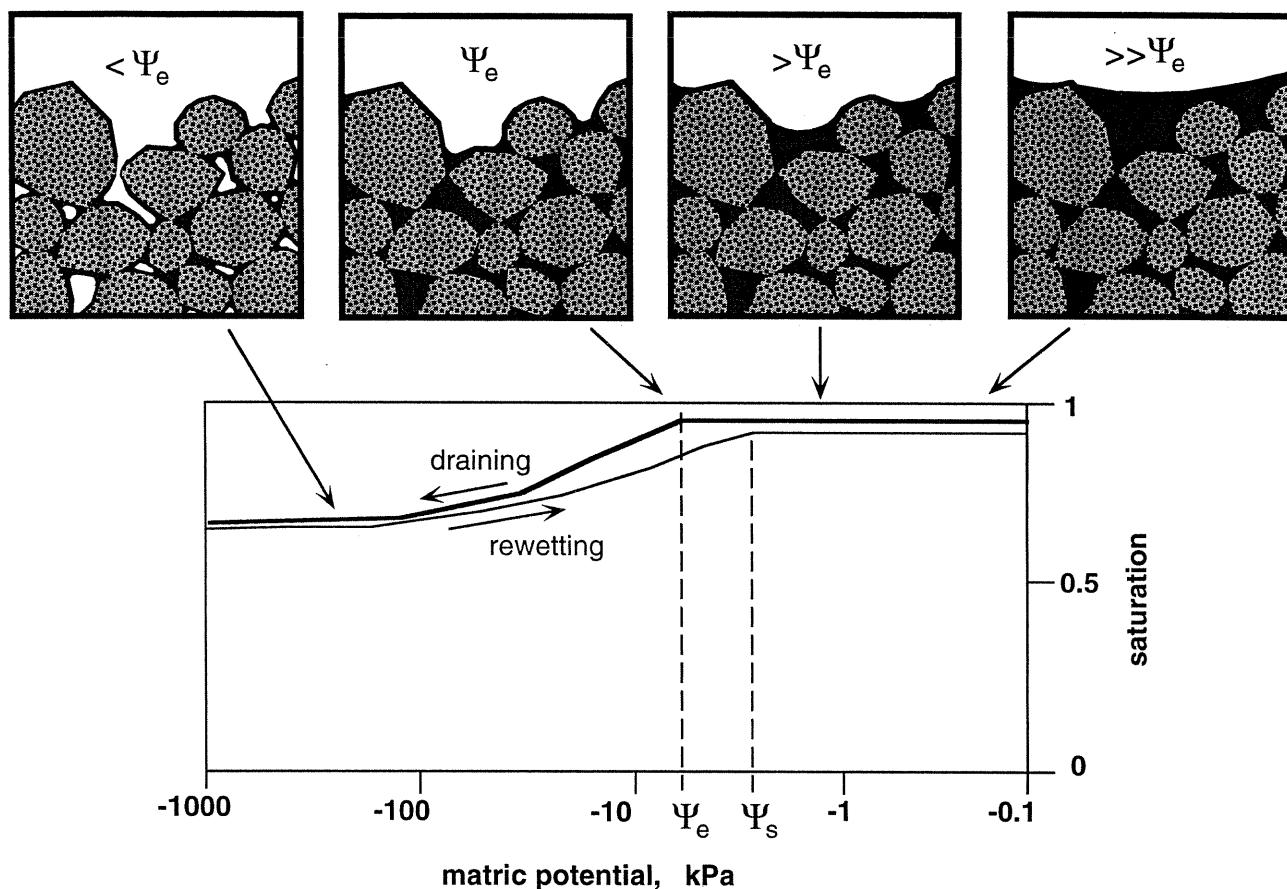 < Ψe
Ψe
>Ψe
>>Ψe
1
draining
rewetting
0.5
saturation
0
-1000
-100
-10
Ψe
Ψs
-1
-0.1
matric potential, kPa